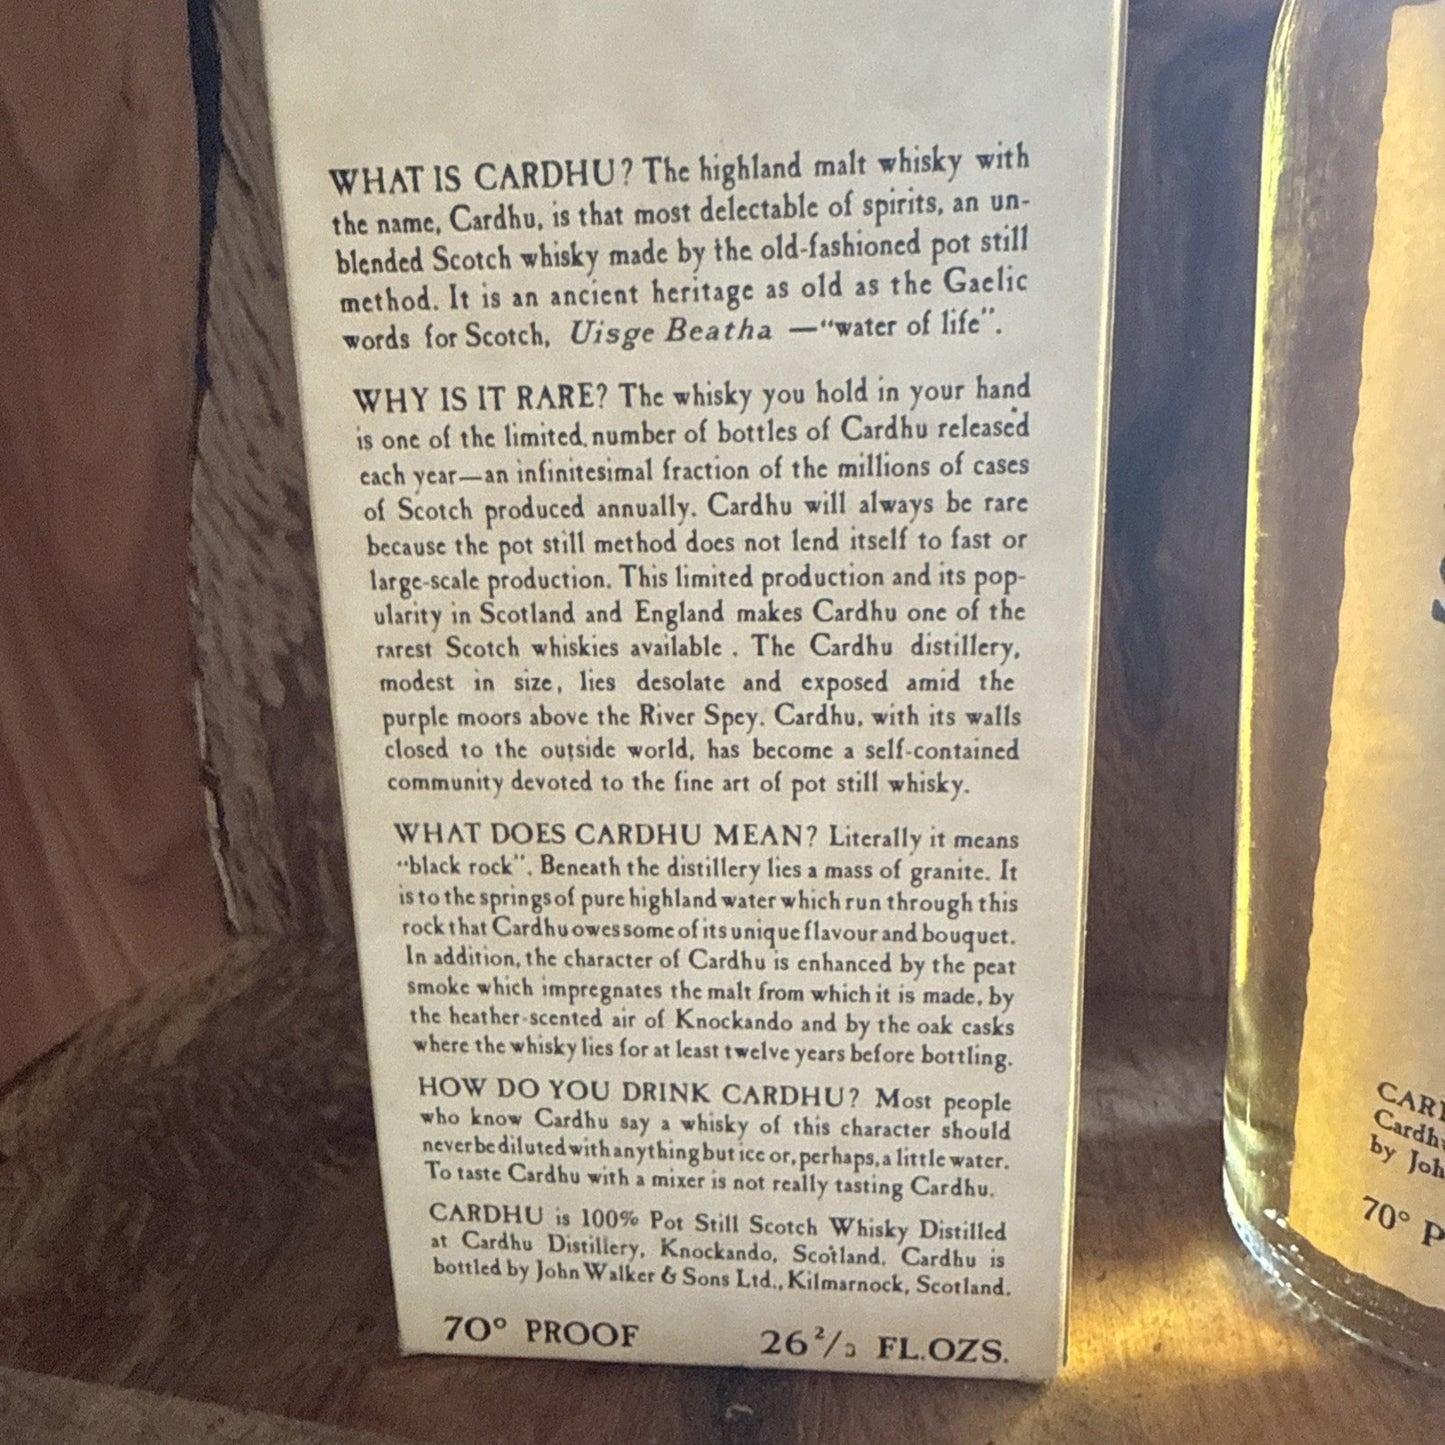 WHAT IS CARDHU? The highland malt whisky with
the name, Cardhu, is that most delectable of spirits, an un-
blended Scotch whisky made by the old-fashioned pot still
method. It is an ancient heritage as old as the Gaelic
words for Scotch, Uisge Beatha —“water of life”.
WHY IS IT RARE? The whisky you hold in your hand
is one of the limited number of bottles of Cardhu released
each year—an infinitesimal fraction of the millions of cases
of Scotch produced annually. Cardhu will always be rare
because the pot still method does not lend itself to fast or
large-scale production. This limited production and its pop-
ularity in Scotland and England makes Cardhu one of the
rarest Scotch whiskies available . The Cardhu distillery,
modest in size, lies desolate and exposed amid the
purple moors above the River Spey. Cardhu, with its walls
closed to the outside world, has become a self-contained
community devoted to the fine art of pot still whisky.
WHAT DOES CARDHU MEAN? Literally it means
“black rock”. Beneath the distillery lies a mass of granite. It
is to the springs of pure highland water which run through this
rock that Cardhu owes some of its unique flavour and bouquet.
In addition, the character of Cardhu is enhanced by the peat
smoke which impregnates the malt from which it is made, by
the heather-scented air of Knockando and by the oak casks
where the whisky lies for at least twelve years before bottling.
HOW DO YOU DRINK CARDHU? Most people
who know Cardhu say a whisky of this character should
never be diluted with anything but ice or, perhaps, a little water.
To taste Cardhu with a mixer is not really tasting Cardhu.
CARDHU is 100% Pot Still Scotch Whisky Distilled
at Cardhu Distillery, Knockando, Scotland. Cardhu is
bottled by John Walker & Sons Ltd., Kilmarnock, Scotland.
70° PROOF 26 2/3 FL.OZS.
by
70°